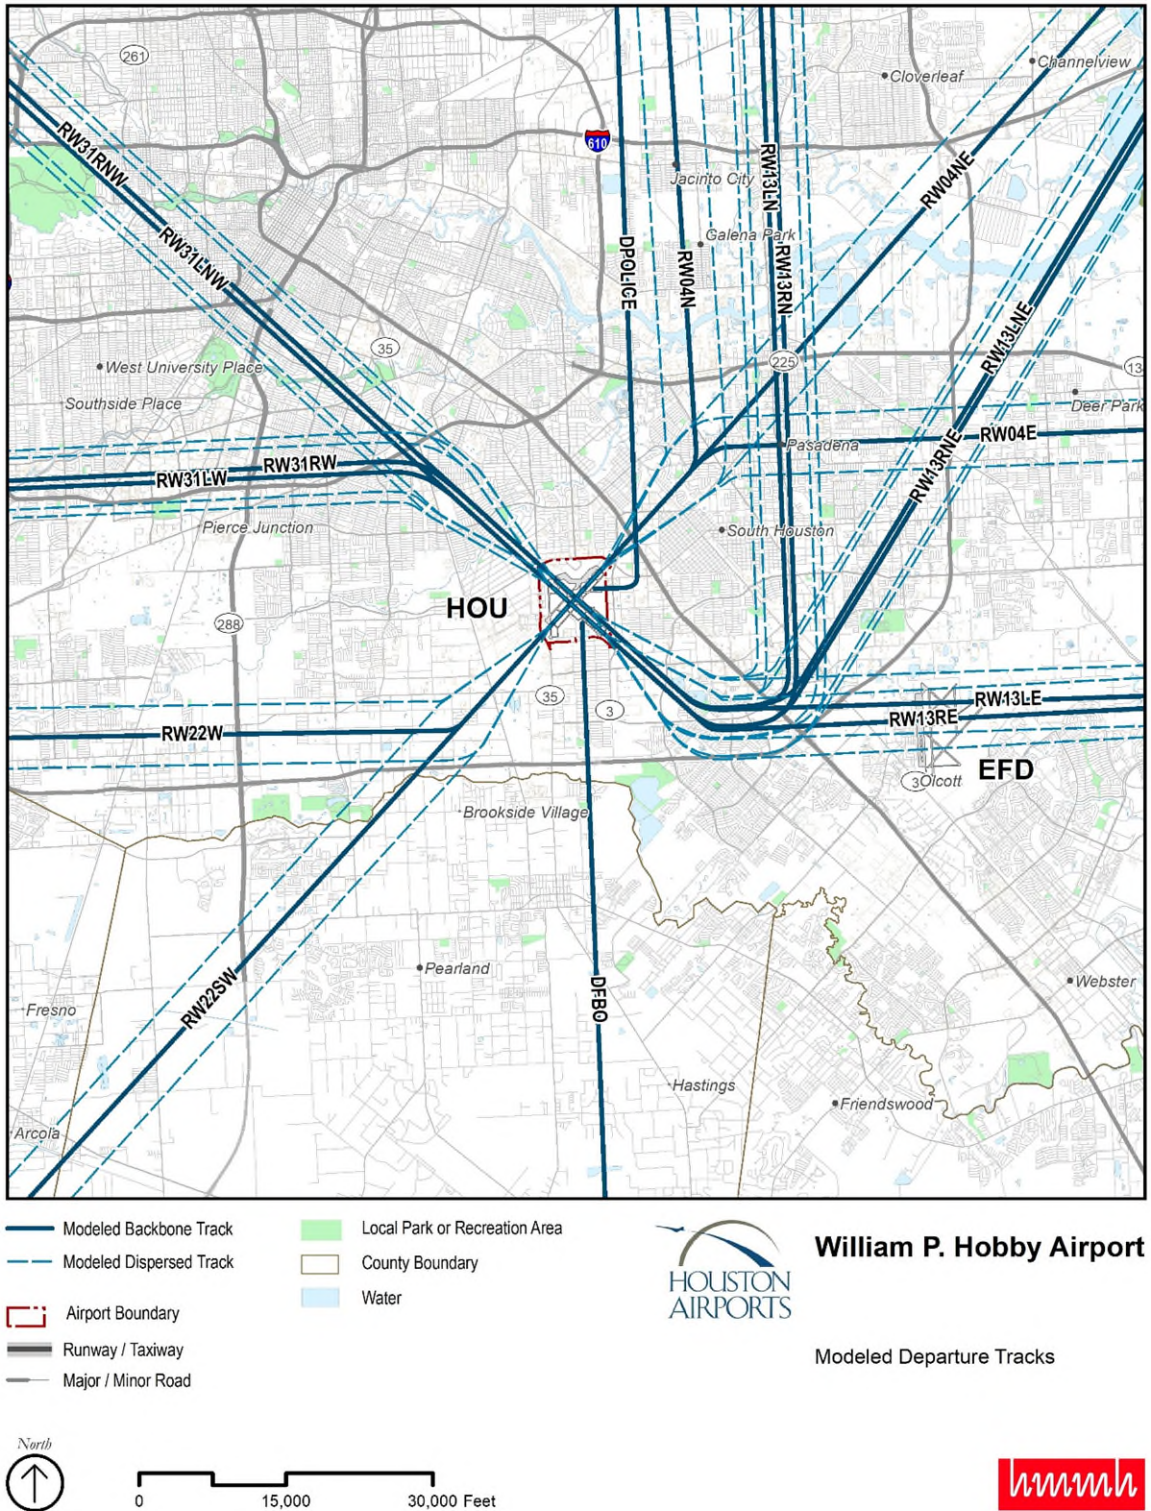 261
Channelview
Cloverleaf
610
RW31RNW
RW13LN
Jacinto City
RW04NE
Galena Park
RW31LNW
DPOLICE
RW04N
RW13RN
RW13LNE
35
225
13
West University Place
Southside Place
Deer Park
RW04E
Pasadena
RW31RW
RW31LW
RW13RNE
Pierce Junction
South Houston
HOU
288
35
3
RW13LE
RW13RE
RW22W
EFD
3
Olcott
Brookside Village
Pearland
Webster
RW22SW
DFBO
Fresno
Hastings
Friendswood
Arcola
Modeled Backbone Track
Modeled Dispersed Track
Airport Boundary
Runway / Taxiway
Major / Minor Road
Local Park or Recreation Area
County Boundary
Water
HOUSTON
AIRPORTS
William P. Hobby Airport
Modeled Departure Tracks
North
0 15,000 30,000 Feet
hmmh